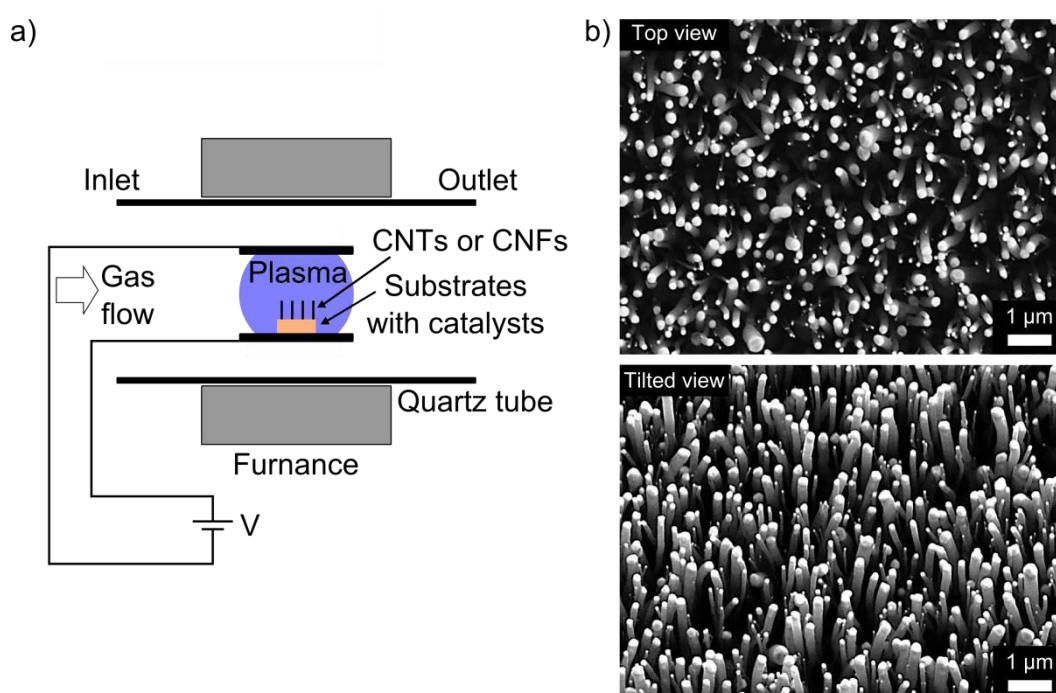 a)
Inlet
Outlet
CNTs or CNFs
Plasma
Gas
flow
Substrates
with catalysts
Quartz tube
Furnance
V
b)
Top view
1 μm
Tilted view
1 μm